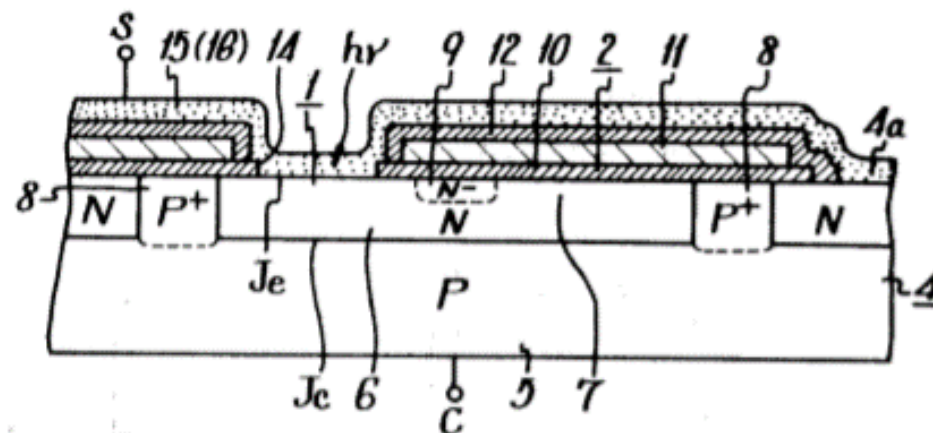 S
15(16) 14 1 hν 9 12 10 2 11 8
4a
8 N P+ N- N P+ N
Je P 4
Jc 6 5 7
C